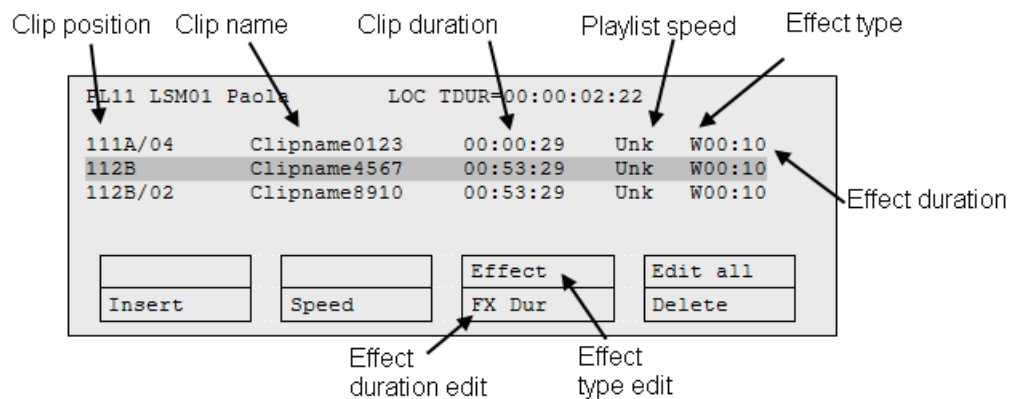 Clip position Clip name Clip duration Playlist speed Effect type
PL11 LSM01 Paola LOC TDUR=00:00:02:22
111A/04 Clipname0123 00:00:29 Unk W00:10
112B Clipname4567 00:53:29 Unk W00:10
112B/02 Clipname8910 00:53:29 Unk W00:10
Effect duration
Effect Edit all
Insert Speed FX Dur Delete
Effect duration edit
Effect type edit